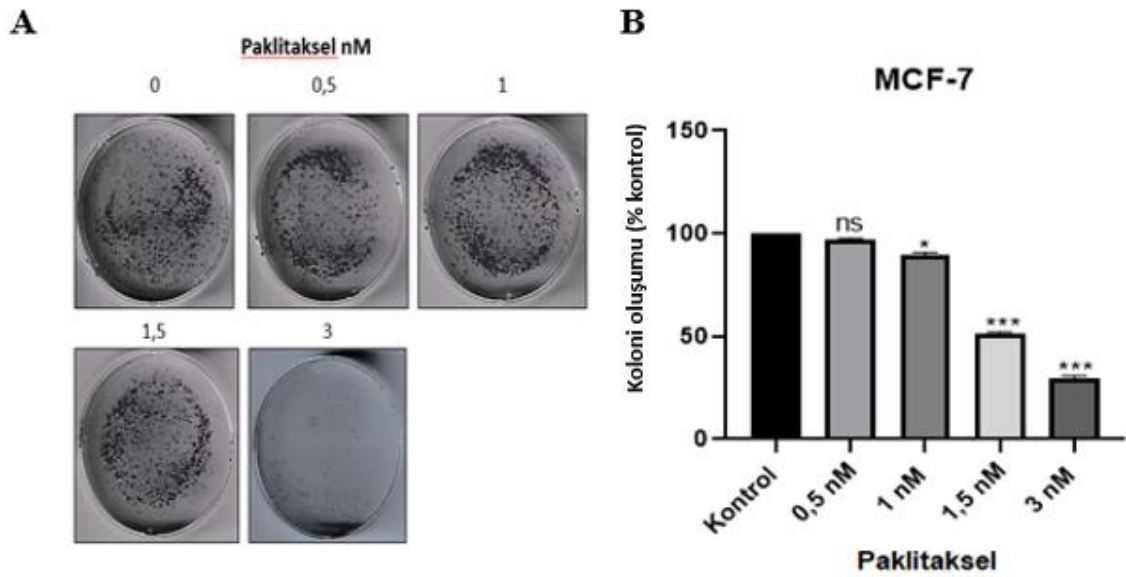 A
Paklitaksel nM
0 0,5 1
1,5 3
B
MCF-7
Koloni oluşumu (% kontrol)
150
100
50
0
ns
*
***
***
Kontrol 0,5 nM 1 nM 1,5 nM 3 nM
Paklitaksel